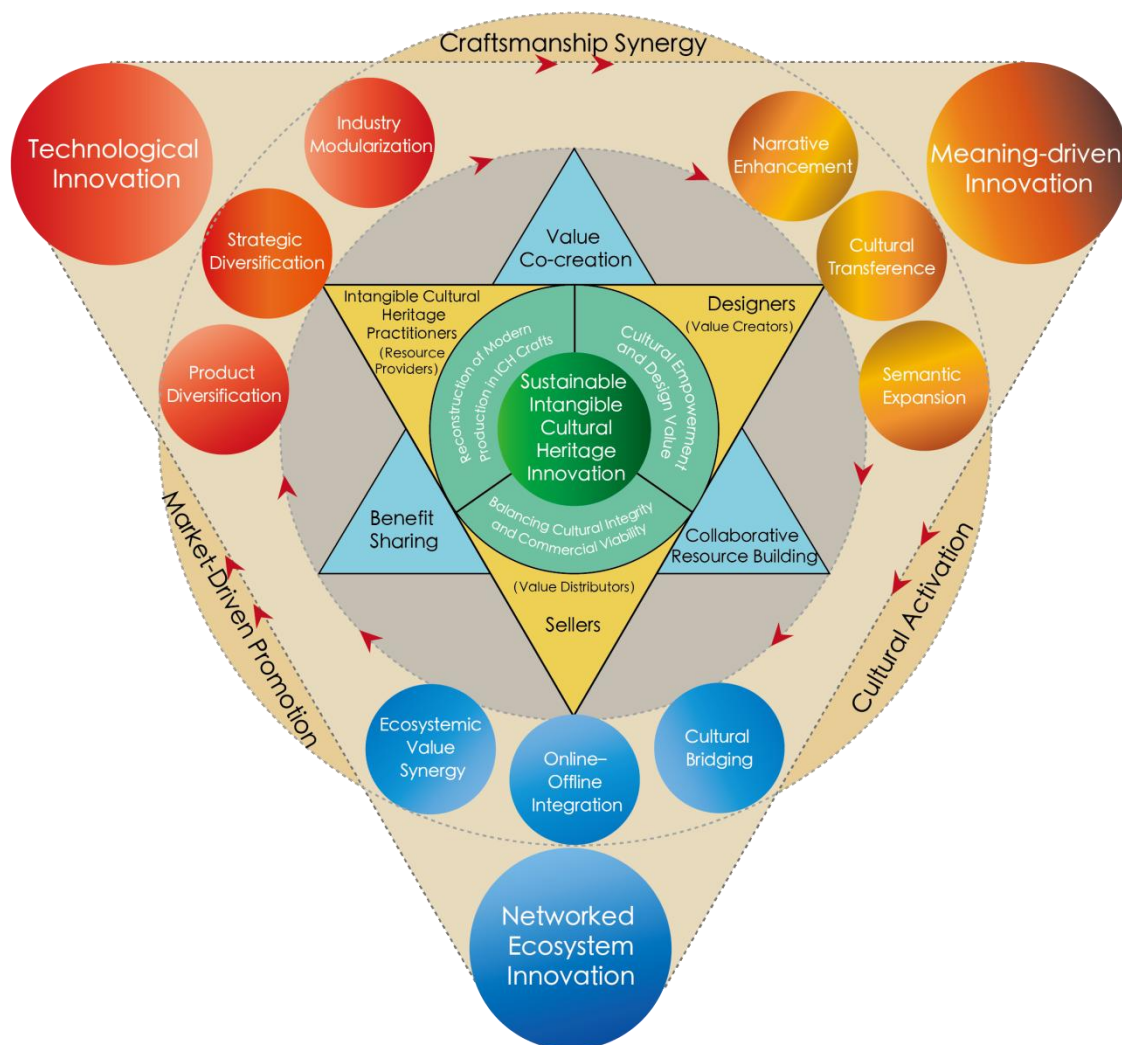 Craftsmanship Synergy
Technological
Innovation
Industry
Modularization
Narrative
Enhancement
Meaning-driven
Innovation
Strategic
Diversification
Value
Co-creation
Cultural
Transference
Intangible Cultural
Heritage
Practitioners
(Resource
Providers)
Designers
(Value Creators)
Product
Diversification
Reconstruction of Modern
Production in ICH Crafts
Sustainable
Intangible
Cultural
Heritage
Innovation
Cultural Empowerment
and Design Value
Semantic
Expansion
Balancing Cultural Integrity
and Commercial Viability
Benefit
Sharing
Collaborative
Resource Building
(Value Distributors)
Sellers
Market-Driven Promotion
Cultural Activation
Ecosystemic
Value
Synergy
Online–
Offline
Integration
Cultural
Bridging
Networked
Ecosystem
Innovation